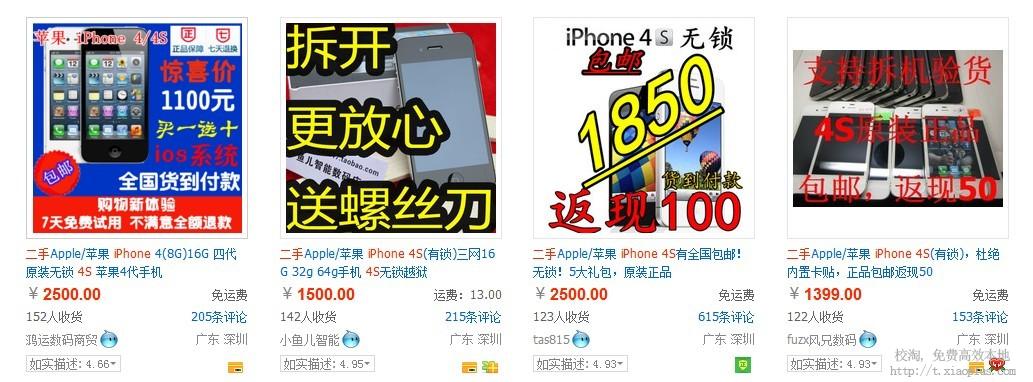 苹果·iPhone 4/4S
正品保障 七天退换
惊喜价
1100元
买一送十
ios系统
包邮
全国货到付款
购物新体验
7天免费试用 不满意全额退款
二手Apple/苹果 iPhone 4(8G)16G 四代
原装无锁 4S 苹果4代手机
￥2500.00 免运费
152人收货 205条评论
鸿运数码商贸 广东 深圳
如实描述: 4.66
拆开
更放心
小鱼儿智能数码店
taobao.com
送螺丝刀
二手Apple/苹果 iPhone 4S(有锁)三网16
G 32g 64g手机 4S无锁越狱
￥1500.00 运费: 13.00
142人收货 215条评论
小鱼儿智能 广东 深圳
如实描述: 4.95
iPhone 4S 无锁
包邮
1850
货到付款
返现100
二手Apple/苹果 iPhone 4S有全国包邮!
无锁! 5大礼包，原装正品
￥2500.00 免运费
123人收货 615条评论
tas815 广东 深圳
如实描述: 4.93
支持拆机验货
4S原装正品
包邮，返现50
二手Apple/苹果 iPhone 4S(有锁)，杜绝
内置卡贴，正品包邮返现50
￥1399.00 免运费
122人收货 153条评论
fuzx风兄数码 广东 深圳
如实描述: 4.93
校淘，免费高效本地